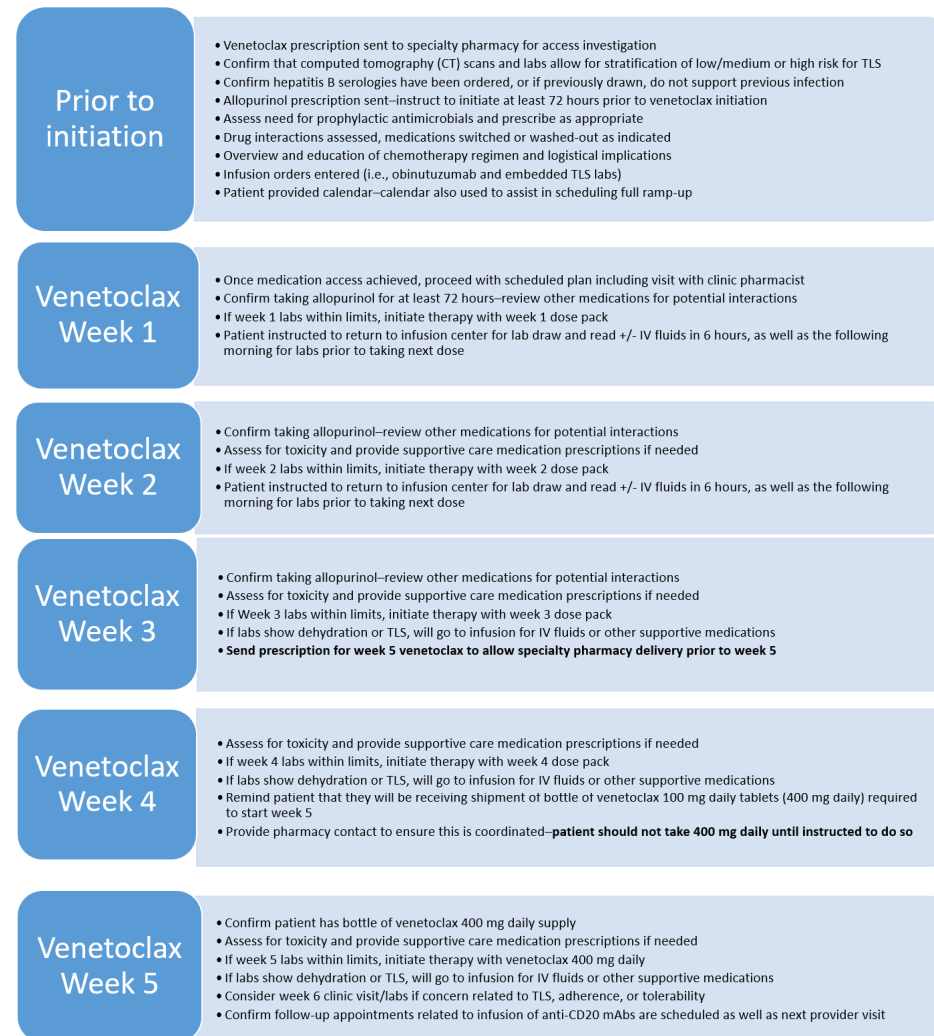 Prior to
initiation
• Venetoclax prescription sent to specialty pharmacy for access investigation
• Confirm that computed tomography (CT) scans and labs allow for stratification of low/medium or high risk for TLS
• Confirm hepatitis B serologies have been ordered, or if previously drawn, do not support previous infection
• Allopurinol prescription sent–instruct to initiate at least 72 hours prior to venetoclax initiation
• Assess need for prophylactic antimicrobials and prescribe as appropriate
• Drug interactions assessed, medications switched or washed-out as indicated
• Overview and education of chemotherapy regimen and logistical implications
• Infusion orders entered (i.e., obinutuzumab and embedded TLS labs)
• Patient provided calendar–calendar also used to assist in scheduling full ramp-up
Venetoclax
Week 1
• Once medication access achieved, proceed with scheduled plan including visit with clinic pharmacist
• Confirm taking allopurinol for at least 72 hours–review other medications for potential interactions
• If week 1 labs within limits, initiate therapy with week 1 dose pack
• Patient instructed to return to infusion center for lab draw and read +/- IV fluids in 6 hours, as well as the following
morning for labs prior to taking next dose
Venetoclax
Week 2
• Confirm taking allopurinol–review other medications for potential interactions
• Assess for toxicity and provide supportive care medication prescriptions if needed
• If week 2 labs within limits, initiate therapy with week 2 dose pack
• Patient instructed to return to infusion center for lab draw and read +/- IV fluids in 6 hours, as well as the following
morning for labs prior to taking next dose
Venetoclax
Week 3
• Confirm taking allopurinol–review other medications for potential interactions
• Assess for toxicity and provide supportive care medication prescriptions if needed
• If Week 3 labs within limits, initiate therapy with week 3 dose pack
• If labs show dehydration or TLS, will go to infusion for IV fluids or other supportive medications
• Send prescription for week 5 venetoclax to allow specialty pharmacy delivery prior to week 5
Venetoclax
Week 4
• Assess for toxicity and provide supportive care medication prescriptions if needed
• If week 4 labs within limits, initiate therapy with week 4 dose pack
• If labs show dehydration or TLS, will go to infusion for IV fluids or other supportive medications
• Remind patient that they will be receiving shipment of bottle of venetoclax 100 mg daily tablets (400 mg daily) required
to start week 5
• Provide pharmacy contact to ensure this is coordinated–patient should not take 400 mg daily until instructed to do so
Venetoclax
Week 5
• Confirm patient has bottle of venetoclax 400 mg daily supply
• Assess for toxicity and provide supportive care medication prescriptions if needed
• If week 5 labs within limits, initiate therapy with venetoclax 400 mg daily
• If labs show dehydration or TLS, will go to infusion for IV fluids or other supportive medications
• Consider week 6 clinic visit/labs if concern related to TLS, adherence, or tolerability
• Confirm follow-up appointments related to infusion of anti-CD20 mAbs are scheduled as well as next provider visit